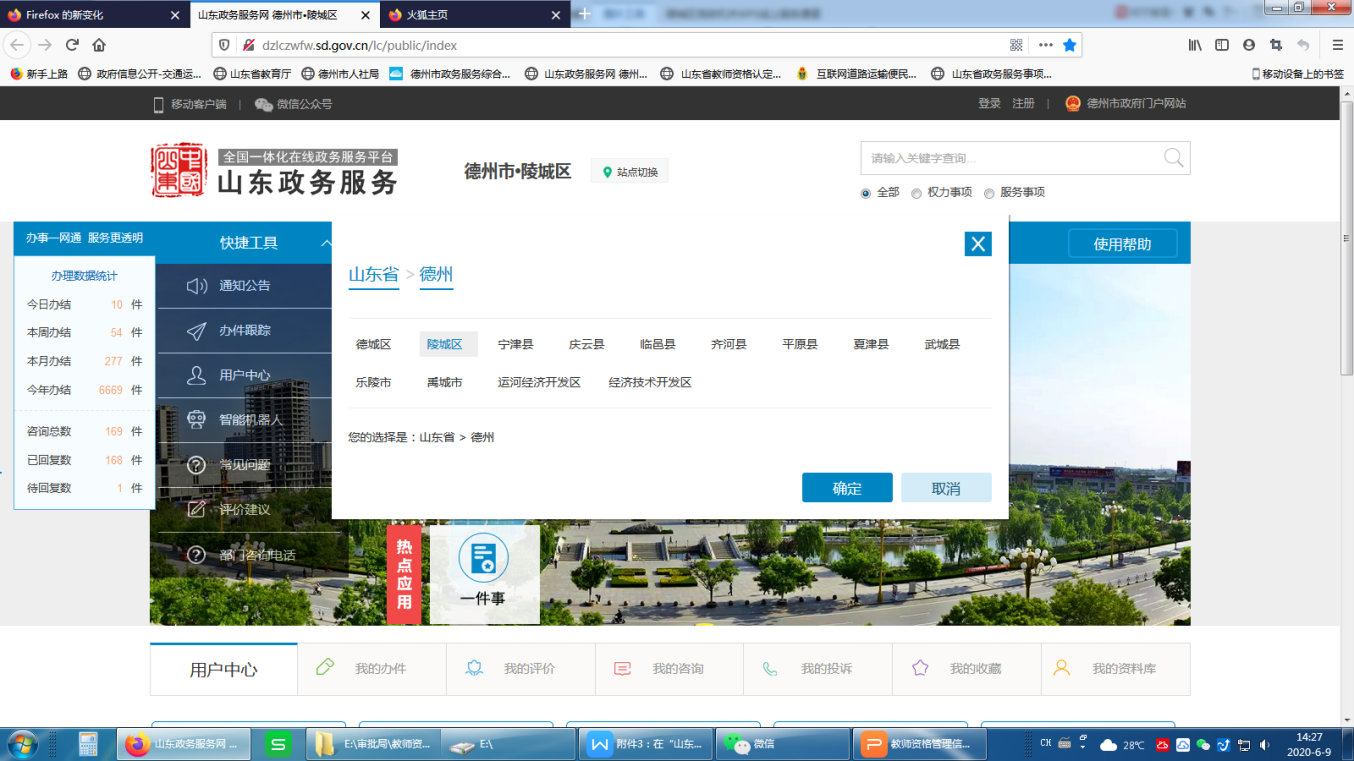 Firefox 的新变化
山东政务服务网 德州市•陵城区
火狐主页
dzlczwfw.sd.gov.cn/lc/public/index
新手上路
政府信息公开-交通运...
山东省教育厅
德州市人社局
德州市政务服务综合...
山东政务服务网 德州...
山东省教师资格认定...
互联网道路运输便民...
山东省政务服务事项...
移动设备上的书签
移动客户端 | 微信公众号
登录 注册 | 德州市政府门户网站
全国一体化在线政务服务平台
山东政务服务
德州市•陵城区
站点切换
请输入关键字查询...
全部 权力事项 服务事项
办事一网通 服务更透明
办理数据统计
今日办结 10 件
本周办结 54 件
本月办结 277 件
今年办结 6669 件
咨询总数 169 件
已回复数 168 件
待回复数 1 件
快捷工具
通知公告
办件跟踪
用户中心
智能机器人
常见问题
评价建议
部门咨询电话
使用帮助
X
山东省 > 德州
德城区 陵城区 宁津县 庆云县 临邑县 齐河县 平原县 夏津县 武城县
乐陵市 禹城市 运河经济开发区 经济技术开发区
您的选择是：山东省 > 德州
确定 取消
热点应用
一件事
用户中心 我的办件 我的评价 我的咨询 我的投诉 我的收藏 我的资料库
山东政务服务网 ...
E:\审批局\教师资...
E:\
附件3：在“山东...
微信
教师资格管理信...
CH
28℃
14:27
2020-6-9